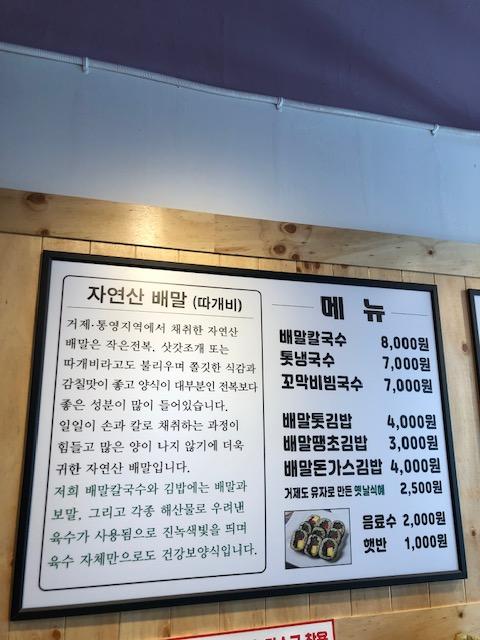 자연산 배말 (따개비)
거제·통영지역에서 채취한 자연산
배말은 작은전복. 삿갓조개 또는
따개비라고도 불리우며 쫄깃한 식감과
감칠맛이 좋고 양식이 대부분인 전복보다
좋은 성분이 많이 들어있습니다.
일일이 손과 칼로 채취하는 과정이
힘들고 많은 양이 나지 않기에 더욱
귀한 자연산 배말입니다.
저희 배말칼국수와 김밥에는 배말과
보말. 그리고 각종 해산물로 우려낸
육수가 사용됨으로 진녹색빛을 띄며
육수 자체만으로도 건강보양식입니다.
메 뉴
배말칼국수 8,000원
톳냉국수 7,000원
꼬막비빔국수 7,000원
배말톳김밥 4,000원
배말땡초김밥 3,000원
배말돈가스김밥 4,000원
거제도 유자로 만든 옛날식혜 2,500원
음료수 2,000원
햇반 1,000원